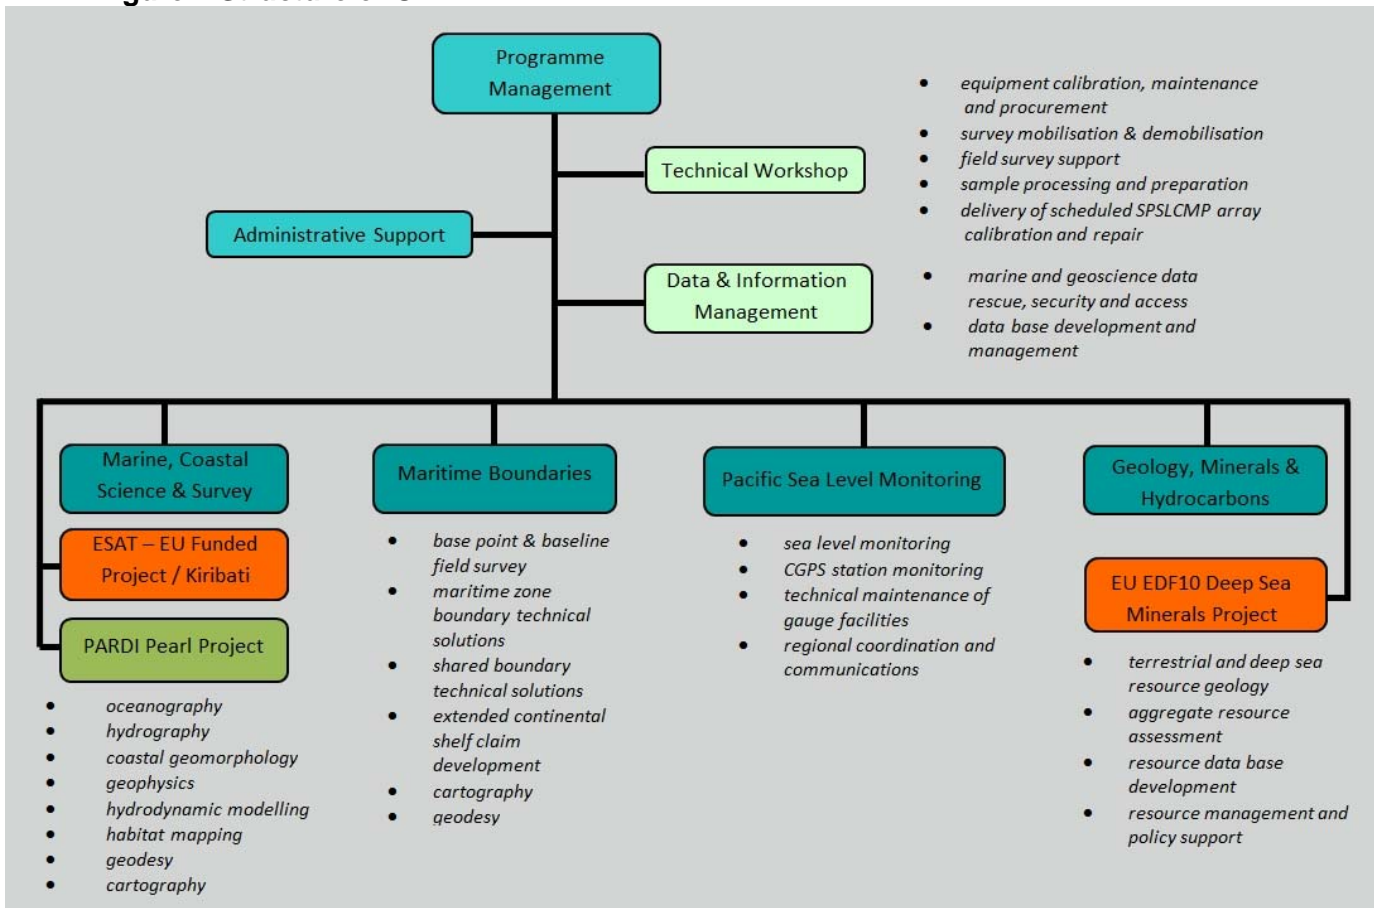 Programme
Management
• equipment calibration, maintenance
and procurement
• survey mobilisation & demobilisation
• field survey support
• sample processing and preparation
• delivery of scheduled SPSLCMP array
calibration and repair
Technical Workshop
Administrative Support
Data & Information
Management
• marine and geoscience data
rescue, security and access
• data base development and
management
Marine, Coastal
Science & Survey
ESAT – EU Funded
Project / Kiribati
PARDI Pearl Project
• oceanography
• hydrography
• coastal geomorphology
• geophysics
• hydrodynamic modelling
• habitat mapping
• geodesy
• cartography
Maritime Boundaries
• base point & baseline
field survey
• maritime zone
boundary technical
solutions
• shared boundary
technical solutions
• extended continental
shelf claim
development
• cartography
• geodesy
Pacific Sea Level Monitoring
• sea level monitoring
• CGPS station monitoring
• technical maintenance of
gauge facilities
• regional coordination and
communications
Geology, Minerals &
Hydrocarbons
EU EDF10 Deep Sea
Minerals Project
• terrestrial and deep sea
resource geology
• aggregate resource
assessment
• resource data base
development
• resource management and
policy support